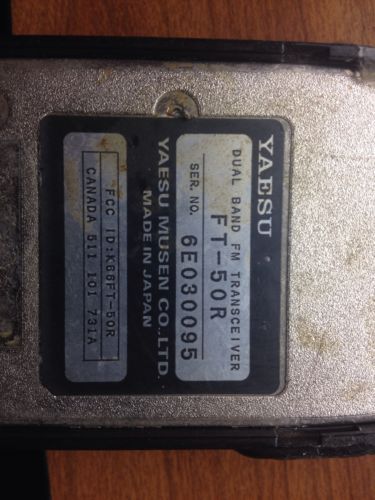 YAESU
DUAL BAND FM TRANSCEIVER
FT-50R
SER. NO. 6E030095
YAESU MUSEN CO., LTD.
MADE IN JAPAN
FCC ID:K66FT-50R
CANADA 511 101 731A